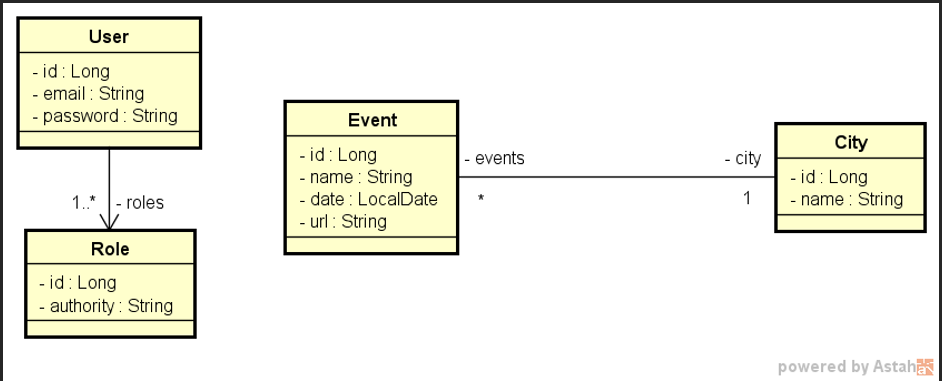 User
- id : Long
- email : String
- password : String
1..*
- roles
Role
- id : Long
- authority : String
Event
- id : Long
- name : String
- date : LocalDate
- url : String
- events
*
- city
1
City
- id : Long
- name : String
powered by Astah